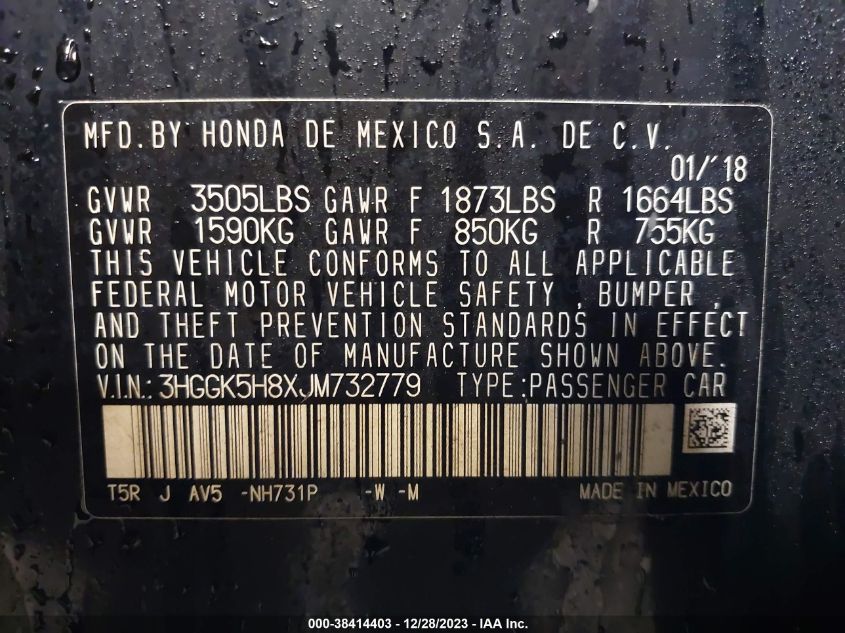 MFD. BY HONDA DE MEXICO S.A. DE C.V.
01/'18
GVWR 3505LBS GAWR F 1873LBS R 1664LBS
GVWR 1590KG GAWR F 850KG R 755KG
THIS VEHICLE CONFORMS TO ALL APPLICABLE
FEDERAL MOTOR VEHICLE SAFETY , BUMPER ,
AND THEFT PREVENTION STANDARDS IN EFFECT
ON THE DATE OF MANUFACTURE SHOWN ABOVE.
V.I.N.: 3HGGK5H8XJM732779 TYPE:PASSENGER CAR
T5R J AV5 -NH731P -W -M MADE IN MEXICO
000-38414403 - 12/28/2023 - IAA Inc.